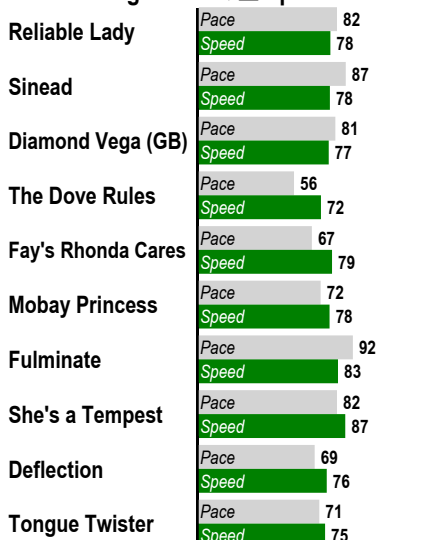 Reliable Lady
Pace 82
Speed 78
Sinead
Pace 87
Speed 78
Diamond Vega (GB)
Pace 81
Speed 77
The Dove Rules
Pace 56
Speed 72
Fay's Rhonda Cares
Pace 67
Speed 79
Mobay Princess
Pace 72
Speed 78
Fulminate
Pace 92
Speed 83
She's a Tempest
Pace 82
Speed 87
Deflection
Pace 69
Speed 76
Tongue Twister
Pace 71
Speed 75